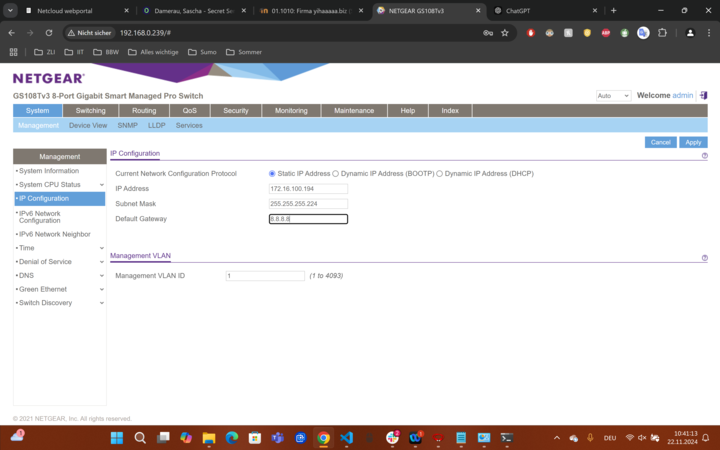 Netcloud webportal
Damerau, Sascha - Secret Se
01.1010: Firma yihaaaaa.biz
NETGEAR GS108Tv3
ChatGPT
Nicht sicher
192.168.0.239/#
ZLI
IIT
BBW
Alles wichtige
Sumo
Sommer
NETGEAR
GS108Tv3 8-Port Gigabit Smart Managed Pro Switch
Auto
Welcome admin
System
Switching
Routing
QoS
Security
Monitoring
Maintenance
Help
Index
Management
Device View
SNMP
LLDP
Services
Cancel
Apply
Management
System Information
System CPU Status
IP Configuration
IPv6 Network
Configuration
IPv6 Network Neighbor
Time
Denial of Service
DNS
Green Ethernet
Switch Discovery
IP Configuration
Current Network Configuration Protocol
Static IP Address
Dynamic IP Address (BOOTP)
Dynamic IP Address (DHCP)
IP Address
172.16.100.194
Subnet Mask
255.255.255.224
Default Gateway
8.8.8.8
Management VLAN
Management VLAN ID
1
(1 to 4093)
© 2021 NETGEAR, Inc. All rights reserved.
DEU
10:41:13
22.11.2024